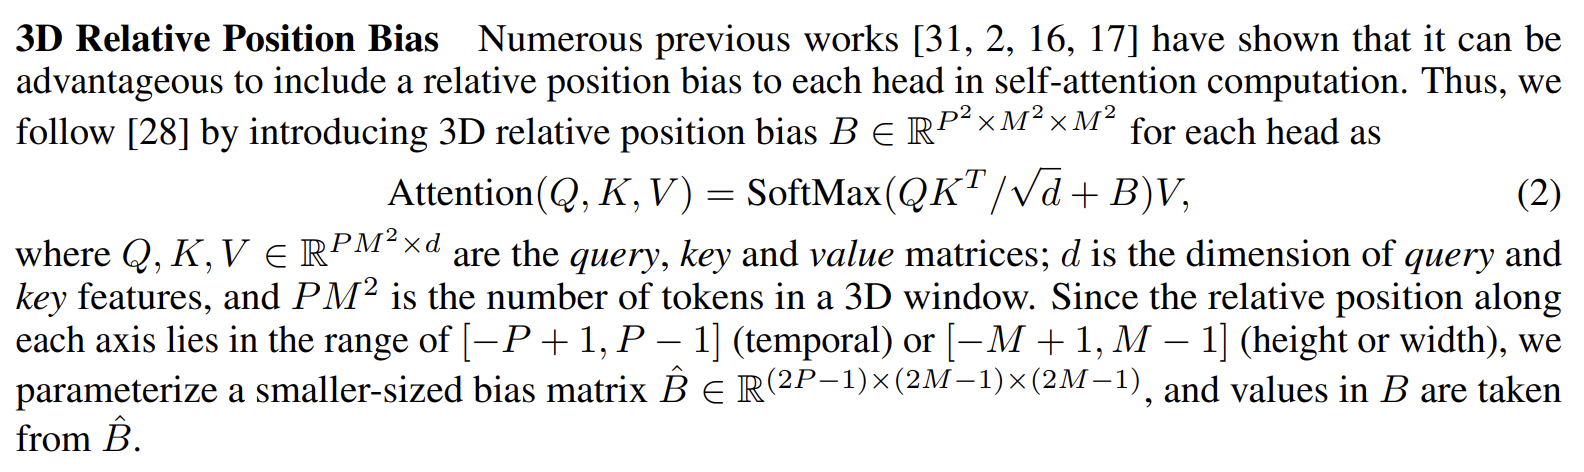 3D Relative Position Bias Numerous previous works [31, 2, 16, 17] have shown that it can be
advantageous to include a relative position bias to each head in self-attention computation. Thus, we
follow [28] by introducing 3D relative position bias $B \in \mathbb{R}^{P^2 \times M^2 \times M^2}$ for each head as
$\text{Attention}(Q, K, V) = \text{SoftMax}(QK^T/\sqrt{d} + B)V,$ (2)
where $Q, K, V \in \mathbb{R}^{PM^2 \times d}$ are the query, key and value matrices; $d$ is the dimension of query and
key features, and $PM^2$ is the number of tokens in a 3D window. Since the relative position along
each axis lies in the range of $[-P + 1, P - 1]$ (temporal) or $[-M + 1, M - 1]$ (height or width), we
parameterize a smaller-sized bias matrix $\hat{B} \in \mathbb{R}^{(2P-1) \times (2M-1) \times (2M-1)}$, and values in $B$ are taken
from $\hat{B}$.